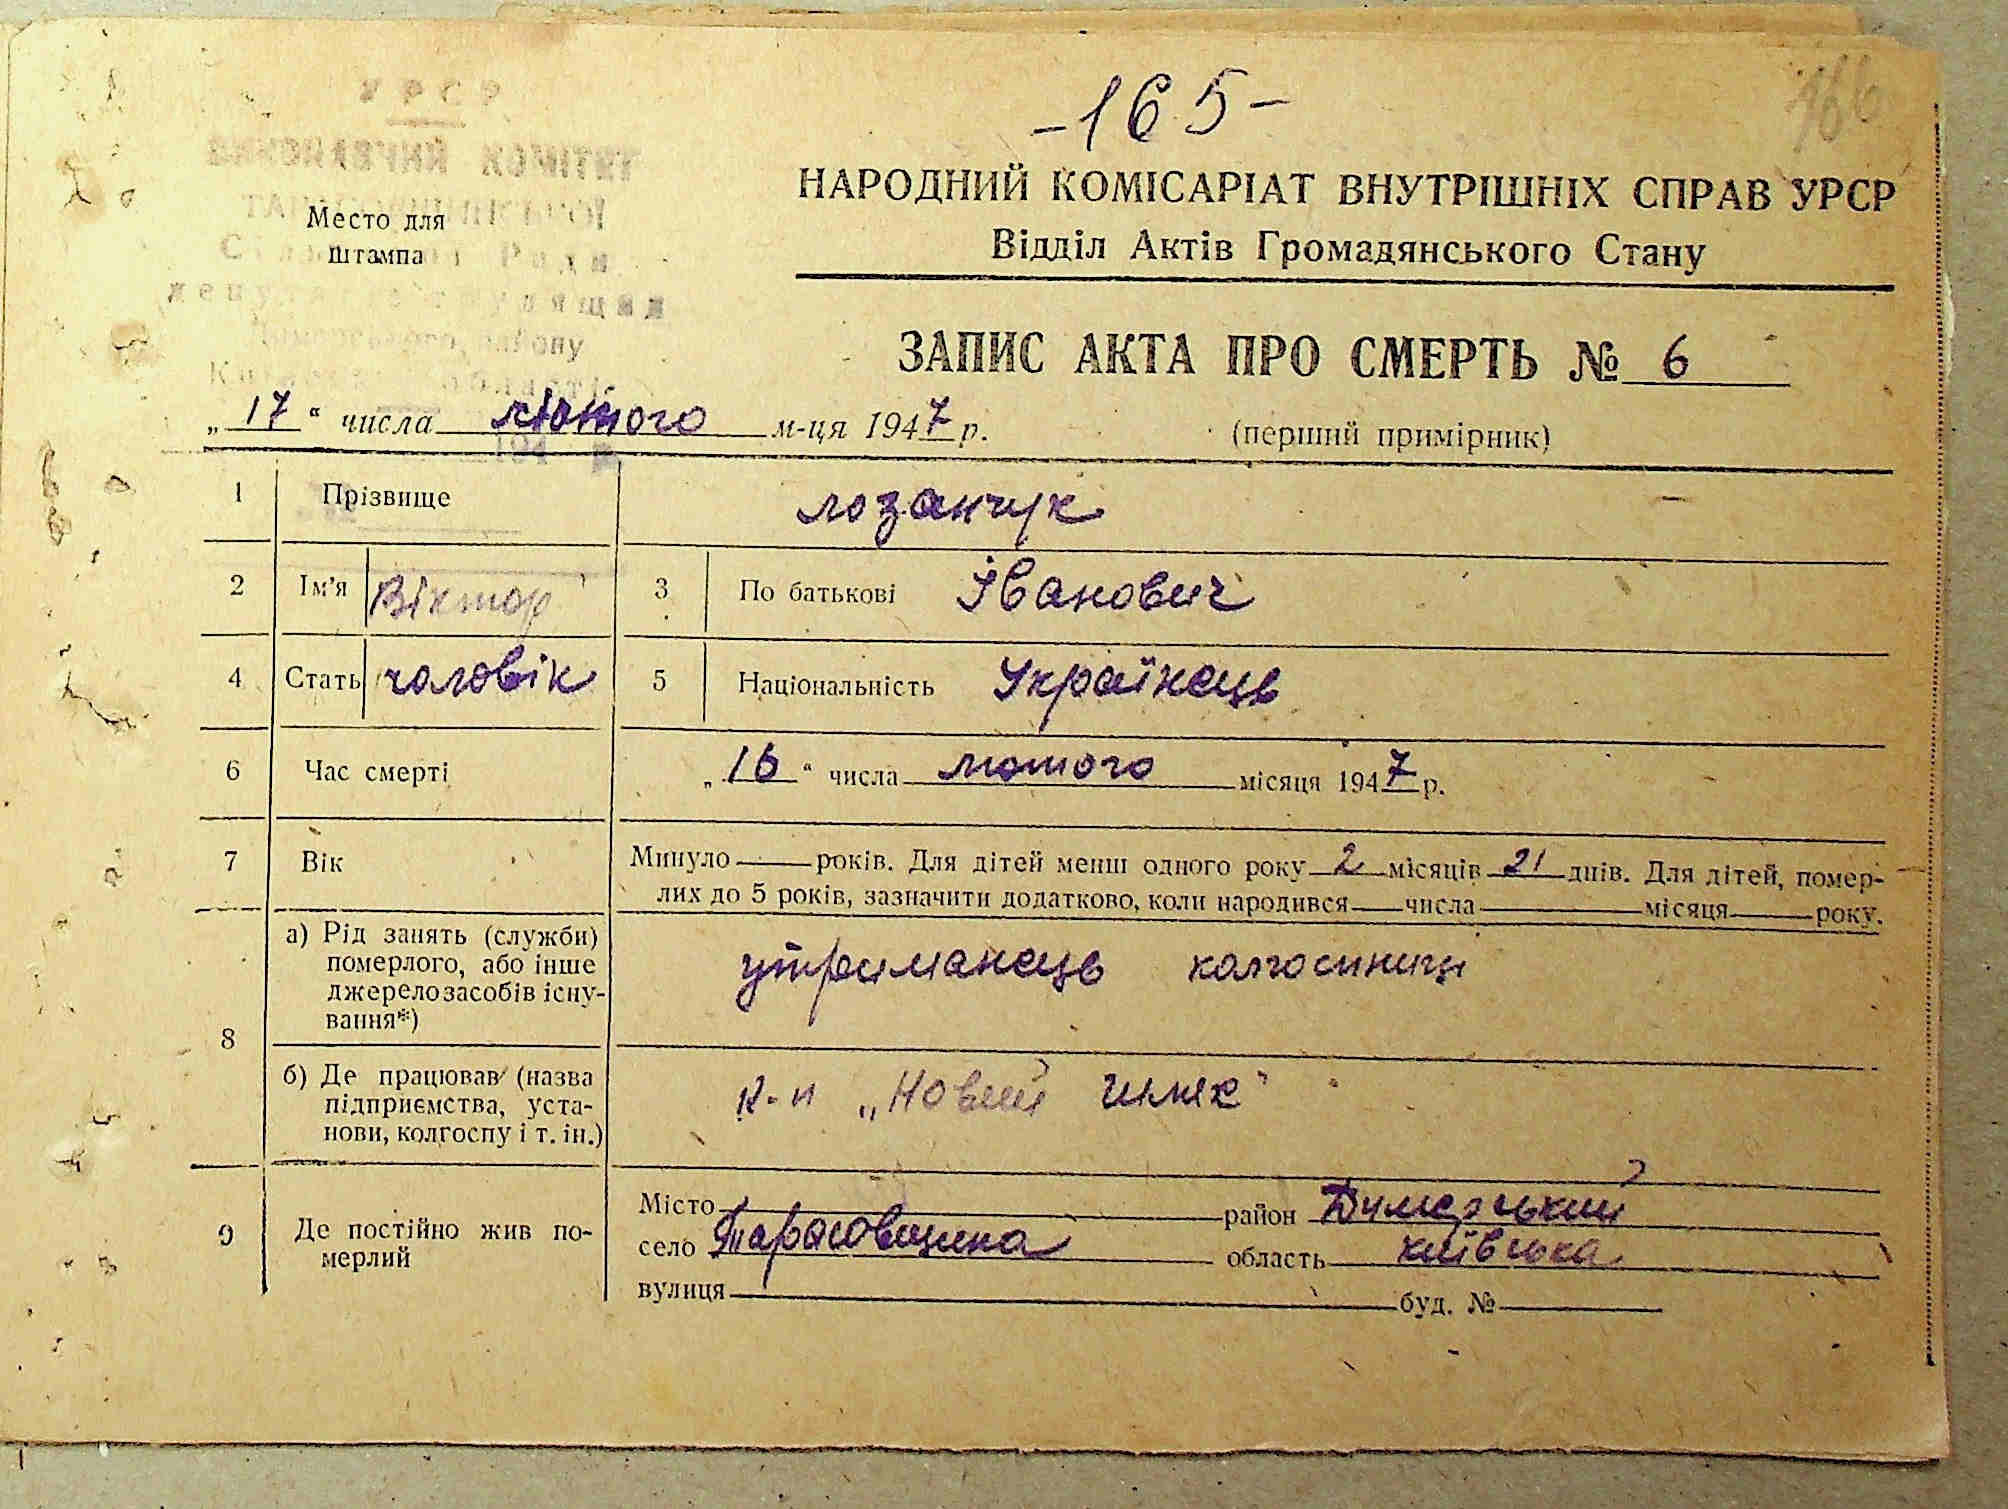 -165-
166
УРСР
ВИКОНАВЧИЙ КОМІТЕТ
Место для
штампа
НАРОДНИЙ КОМІСАРІАТ ВНУТРІШНІХ СПРАВ УРСР
Відділ Актів Громадянського Стану
ЗАПИС АКТА ПРО СМЕРТЬ № 6
„17“ числа лютого м-ця 1947 р.
(перший примірник)
1 Прізвище лозанчук
2 Ім'я Віктор 3 По батькові Іванович
4 Стать чоловік 5 Національність Українець
6 Час смерті „16“ числа лютого місяця 1947 р.
7 Вік Минуло — років. Для дітей менш одного року 2 місяців 21 днів. Для дітей, помер-
лих до 5 років, зазначити додатково, коли народився числа місяця року.
8 а) Рід занять (служби)
померлого, або інше
джерело засобів існу-
вання*)
утриманець колгосниці
б) Де працював (назва
підприємства, уста-
нови, колгоспу і т. ін.)
к-п „Новий шлях“
9 Де постійно жив по-
мерлий
Місто район Димерський
село Тарасовщина область київська
вулиця буд. №